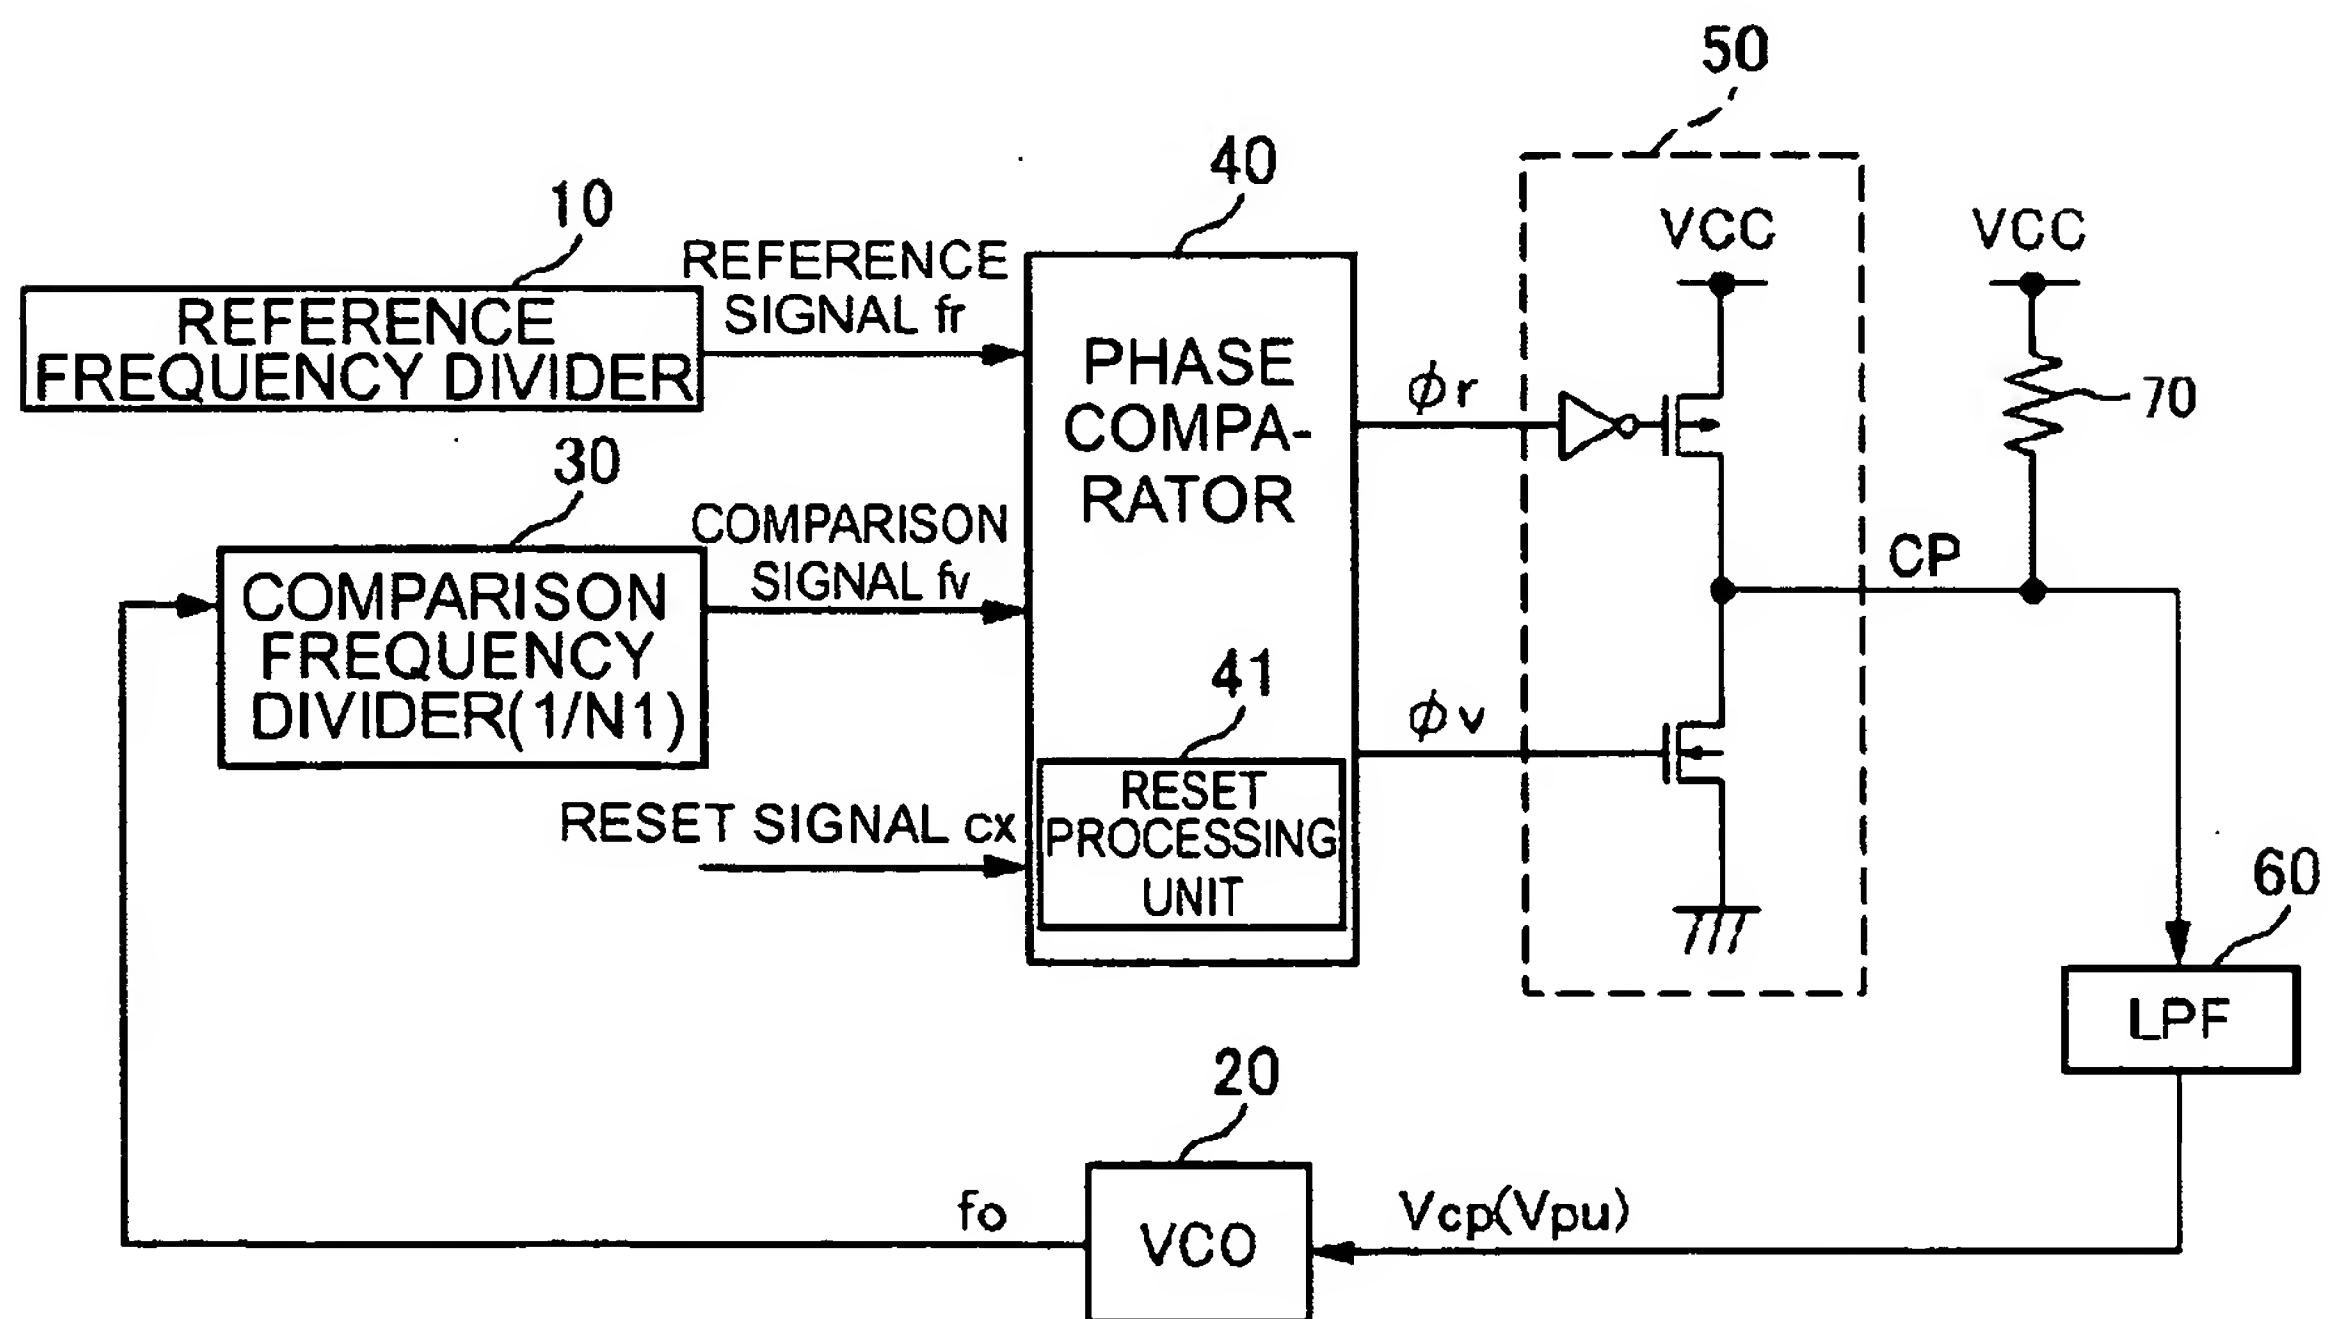 50
40
10
VCC
VCC
REFERENCE
SIGNAL fr
REFERENCE
FREQUENCY DIVIDER
PHASE
COMPA-
RATOR
ϕr
70
30
COMPARISON
SIGNAL fv
CP
COMPARISON
FREQUENCY
DIVIDER(1/N1)
41
ϕv
RESET SIGNAL cx
RESET
PROCESSING
UNIT
60
LPF
20
fo
VCO
Vcp(Vpu)